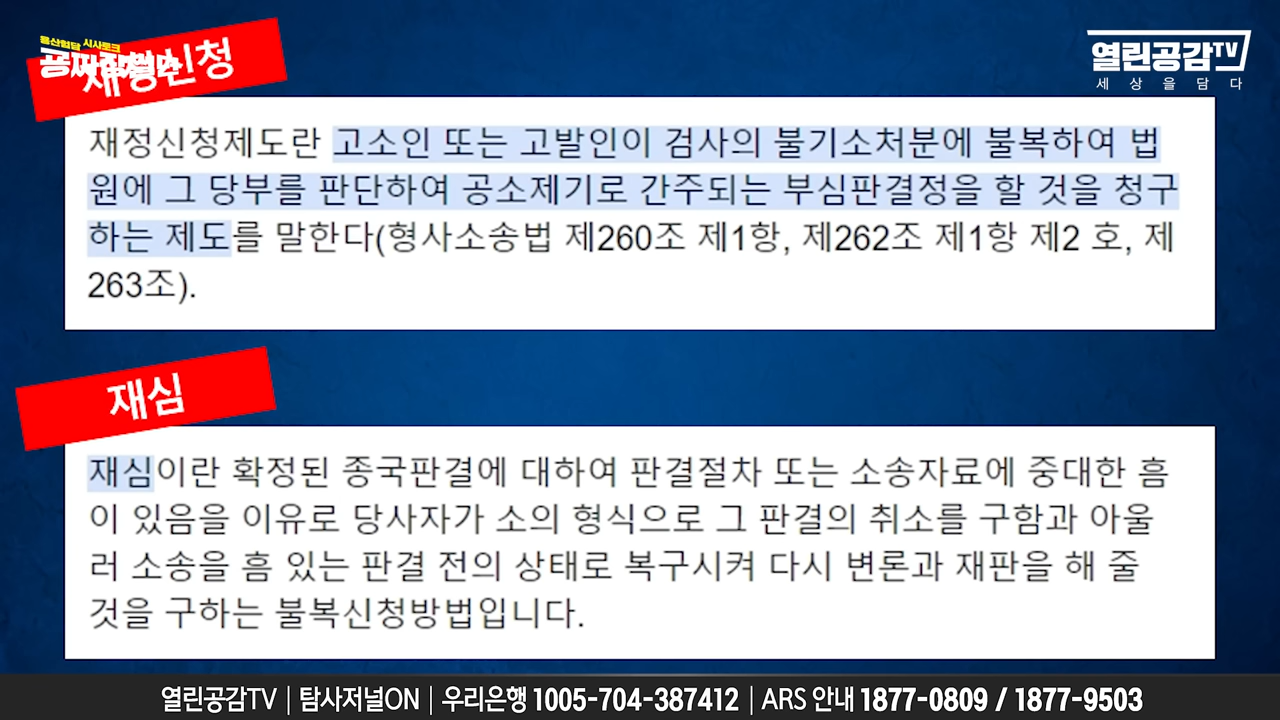 용산협담 시사토크
재정신청
열린공감TV
세상을담다
재정신청제도란 고소인 또는 고발인이 검사의 불기소처분에 불복하여 법
원에 그 당부를 판단하여 공소제기로 간주되는 부심판결정을 할 것을 청구
하는 제도를 말한다(형사소송법 제260조 제1항, 제262조 제1항 제2 호, 제
263조).
재심
재심이란 확정된 종국판결에 대하여 판결절차 또는 소송자료에 중대한 흠
이 있음을 이유로 당사자가 소의 형식으로 그 판결의 취소를 구함과 아울
러 소송을 흠 있는 판결 전의 상태로 복구시켜 다시 변론과 재판을 해 줄
것을 구하는 불복신청방법입니다.
열린공감TV | 탐사저널ON | 우리은행 1005-704-387412 | ARS 안내 1877-0809 / 1877-9503